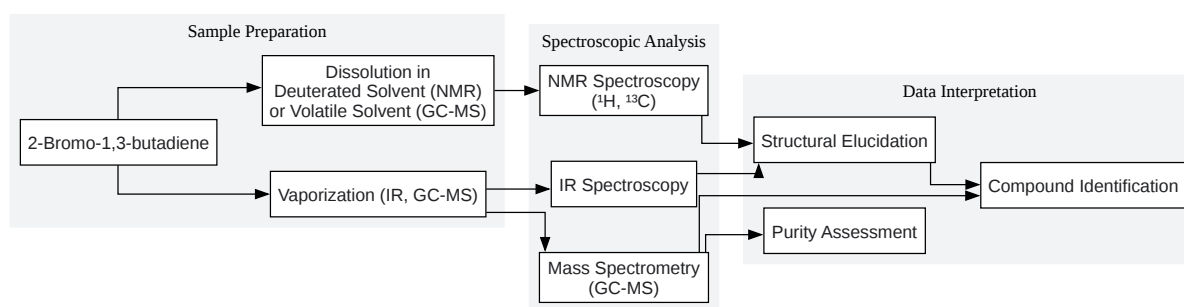 Sample Preparation
2-Bromo-1,3-butadiene
Dissolution in
Deuterated Solvent (NMR)
or Volatile Solvent (GC-MS)
Vaporization (IR, GC-MS)
Spectroscopic Analysis
NMR Spectroscopy
(¹H, ¹³C)
IR Spectroscopy
Mass Spectrometry
(GC-MS)
Data Interpretation
Structural Elucidation
Purity Assessment
Compound Identification